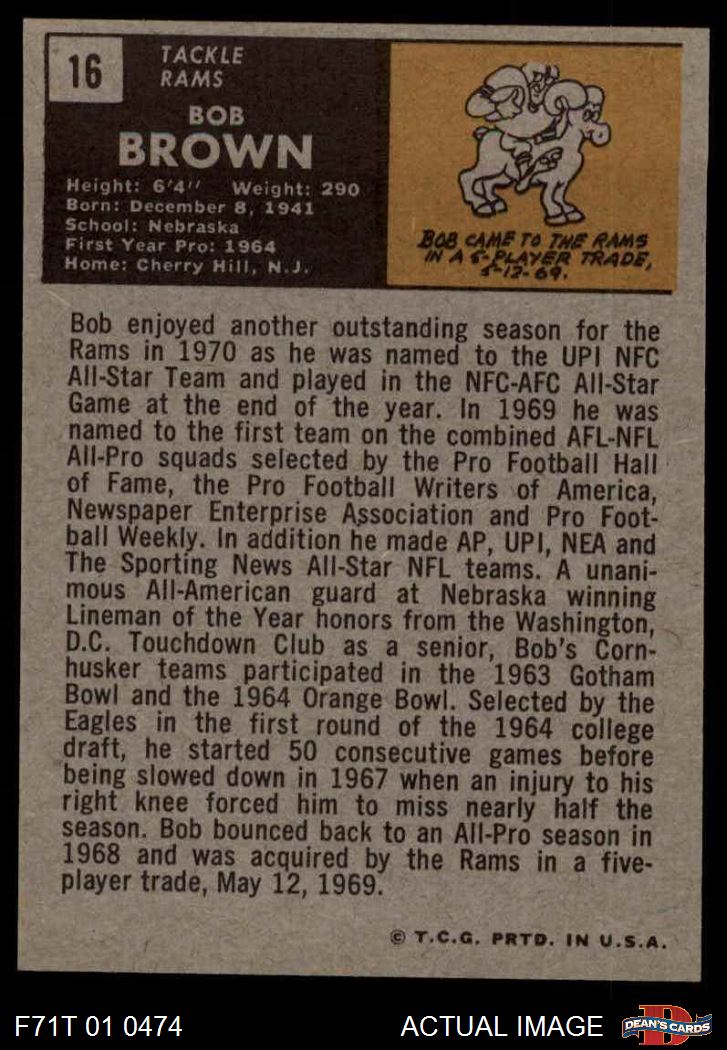 16
TACKLE
RAMS
BOB
BROWN
Height: 6'4" Weight: 290
Born: December 8, 1941
School: Nebraska
First Year Pro: 1964
Home: Cherry Hill, N.J.
BOB CAME TO THE RAMS
IN A 5-PLAYER TRADE,
5-12-69.
Bob enjoyed another outstanding season for the
Rams in 1970 as he was named to the UPI NFC
All-Star Team and played in the NFC-AFC All-Star
Game at the end of the year. In 1969 he was
named to the first team on the combined AFL-NFL
All-Pro squads selected by the Pro Football Hall
of Fame, the Pro Football Writers of America,
Newspaper Enterprise Association and Pro Foot-
ball Weekly. In addition he made AP, UPI, NEA and
The Sporting News All-Star NFL teams. A unani-
mous All-American guard at Nebraska winning
Lineman of the Year honors from the Washington,
D.C. Touchdown Club as a senior, Bob's Corn-
husker teams participated in the 1963 Gotham
Bowl and the 1964 Orange Bowl. Selected by the
Eagles in the first round of the 1964 college
draft, he started 50 consecutive games before
being slowed down in 1967 when an injury to his
right knee forced him to miss nearly half the
season. Bob bounced back to an All-Pro season in
1968 and was acquired by the Rams in a five-
player trade, May 12, 1969.
© T.C.G. PRTD. IN U.S.A.
F71T 01 0474
ACTUAL IMAGE
D
DEAN'S CARDS